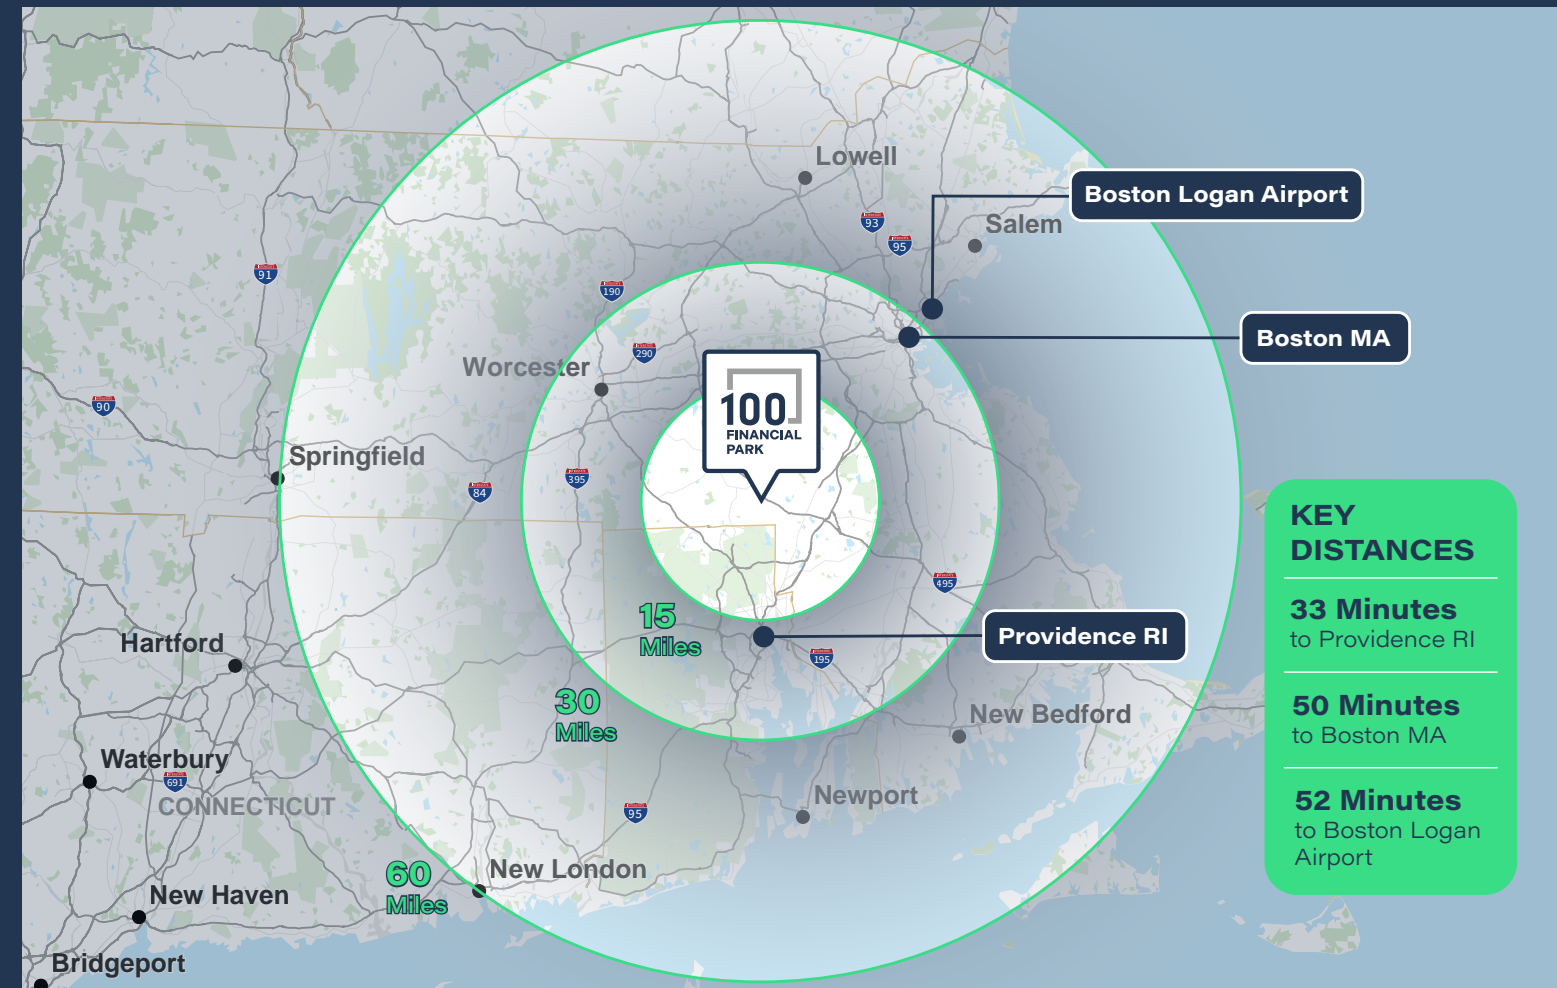 Lowell
Boston Logan Airport
93
Salem
95
91
190
Boston MA
290
Worcester
100
FINANCIAL
PARK
90
Springfield
395
84
KEY
DISTANCES
495
33 Minutes
to Providence RI
15
Miles
Providence RI
Hartford
195
30
Miles
50 Minutes
to Boston MA
New Bedford
Waterbury
691
CONNECTICUT
Newport
95
52 Minutes
to Boston Logan
Airport
60
Miles
New London
New Haven
Bridgeport